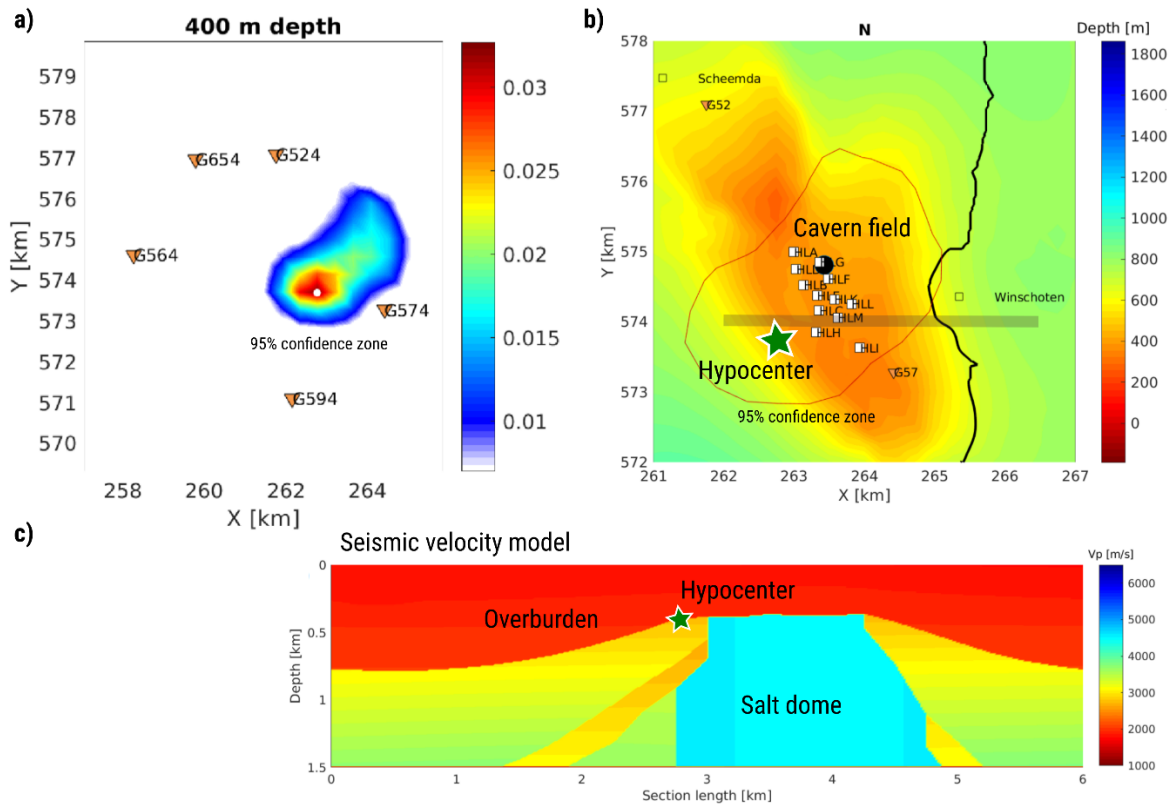 a)
400 m depth
579
578
577
576
575
574
573
572
571
570
Y [km]
G654
G524
G564
G574
G594
95% confidence zone
258
260
262
264
X [km]
0.03
0.025
0.02
0.015
0.01
b)
N
Depth [m]
578
577
576
575
574
573
572
Y [km]
Scheemda
G52
Cavern field
HLA
HLG
HLF
HLB
HLK
HLL
HLM
HLH
HLI
Winschoten
Hypocenter
G57
95% confidence zone
261
262
263
264
265
266
267
X [km]
1800
1600
1400
1200
1000
800
600
400
200
0
c)
Seismic velocity model
Vp [m/s]
0
0.5
1
1.5
Depth [km]
Hypocenter
Overburden
Salt dome
0
1
2
3
4
5
6
Section length [km]
6000
5000
4000
3000
2000
1000